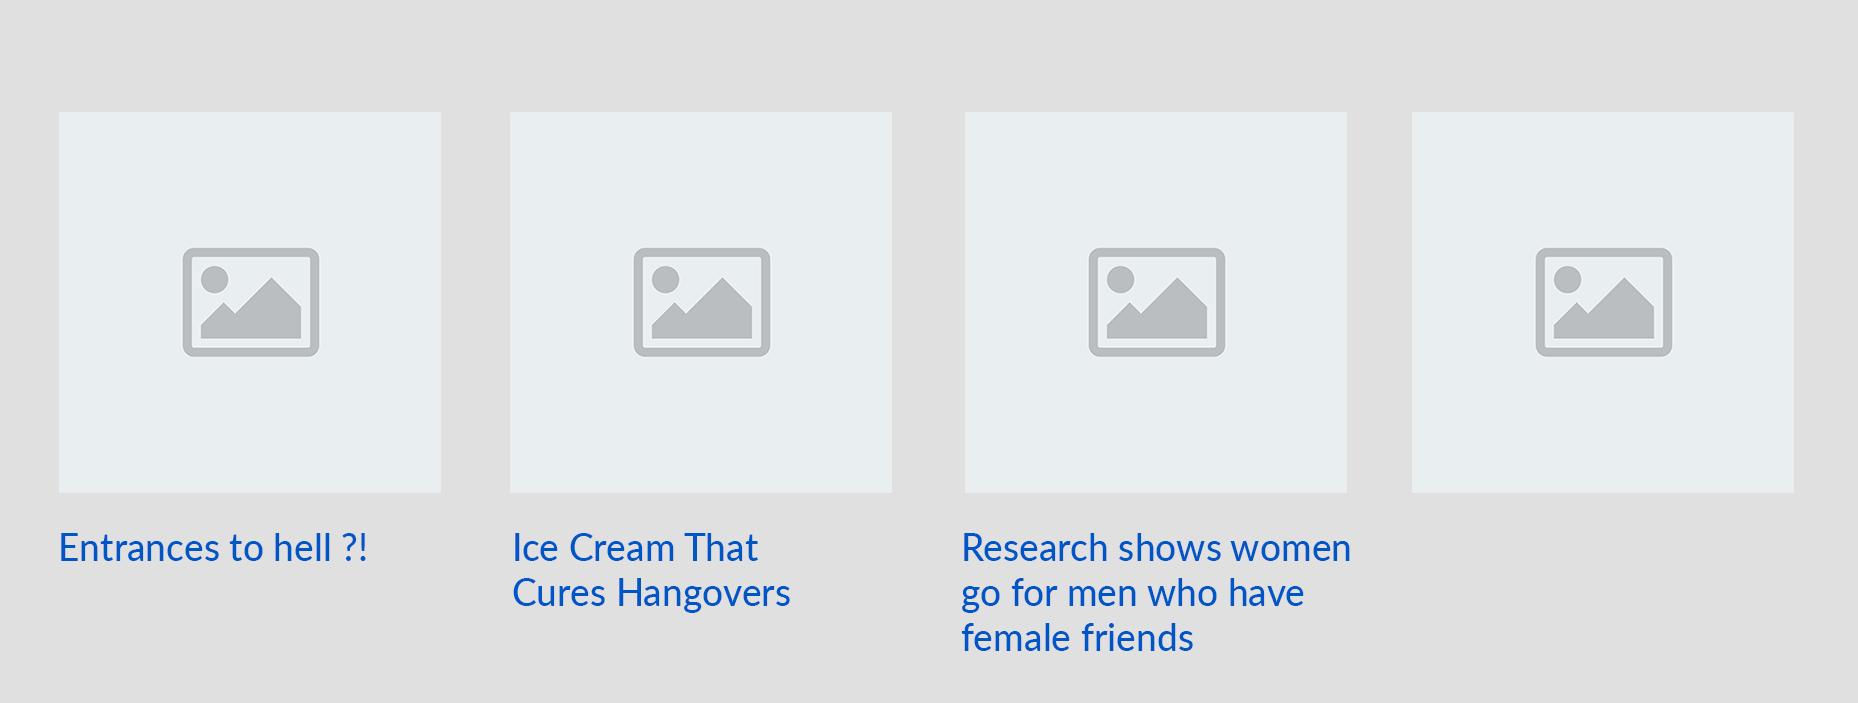 Entrances to hell ?!
Ice Cream That
Cures Hangovers
Research shows women
go for men who have
female friends